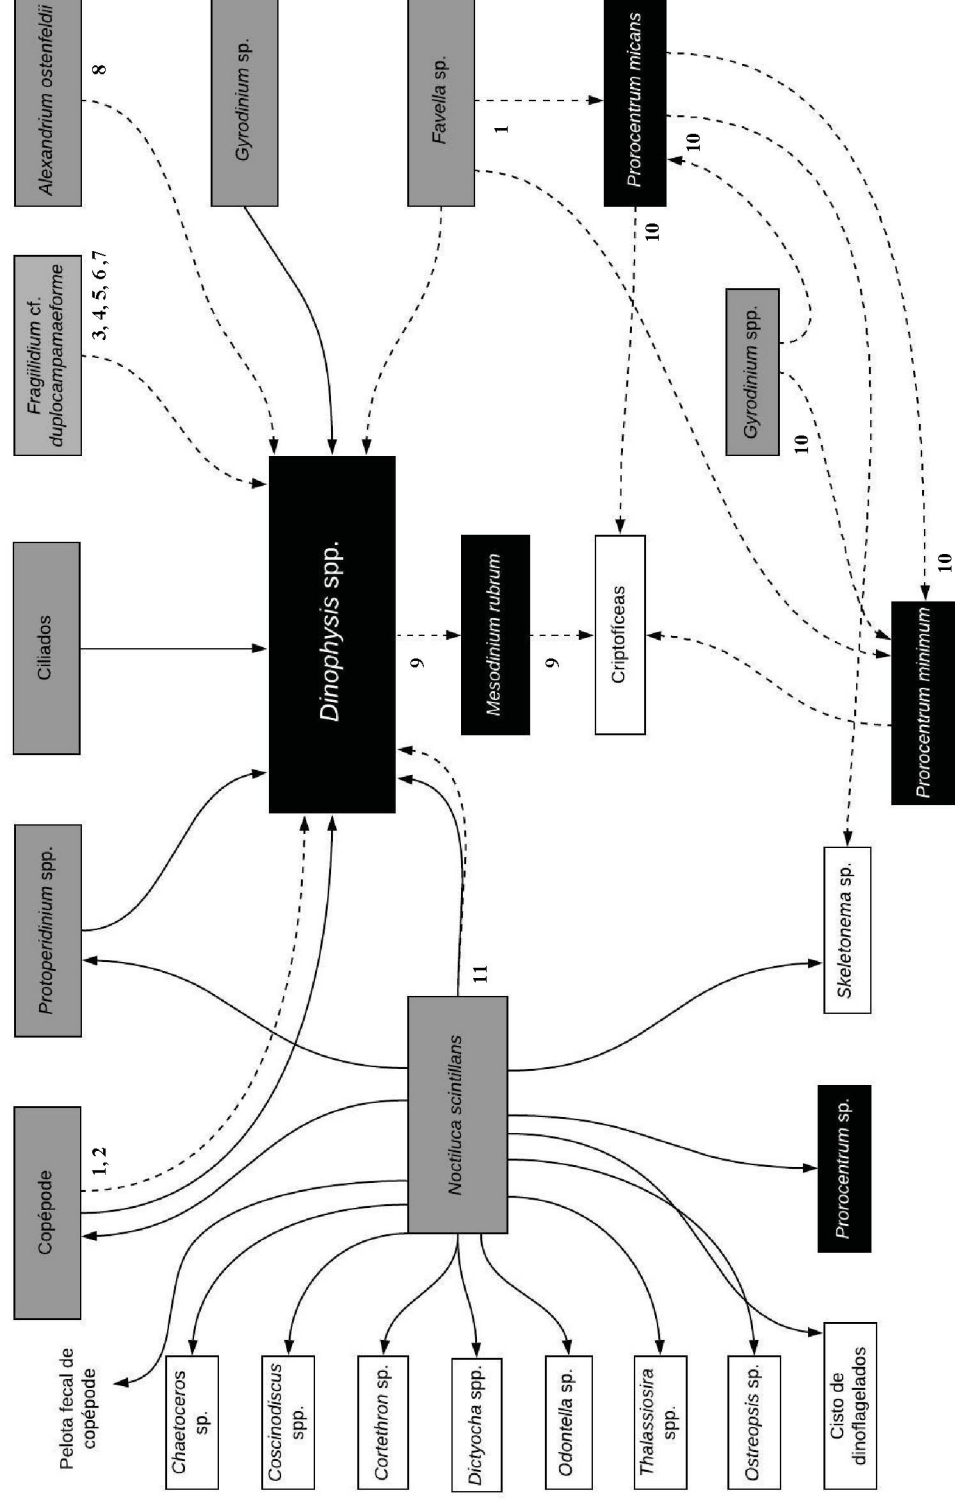 Pelota fecal de
copépode
Copépode
1, 2
Protoperidinium spp.
Ciliados
Fragiilidium cf.
duplocampamaeforme
3, 4, 5, 6 ,7
Alexandrium ostenfeldii
8
Chaetoceros
sp.
Coscinodiscus
spp.
Cortethron sp.
Dictyocha spp.
Odontella sp.
Thalassiosira
spp.
Ostreopsis sp.
Cisto de
dinoflagelados
Noctiluca scintillans
11
Dinophysis spp.
Gyrodinium sp.
Favella sp.
9
Mesodinium rubrum
9
1
Criptofíceas
10
Prorocentrum micans
10
Gyrodinium spp.
10
Prorocentrum sp.
Skeletonema sp.
Prorocentrum minimum
10